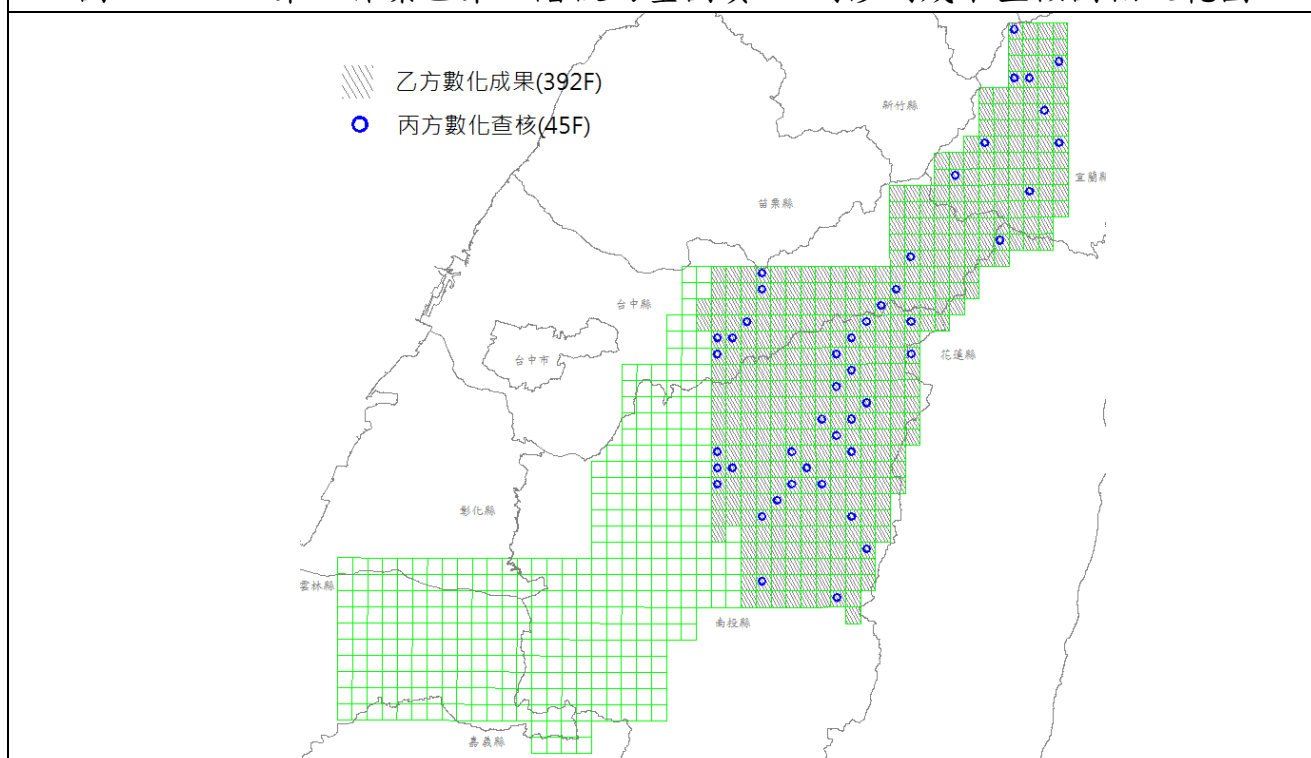 乙方數化成果(392F)
丙方數化查核(45F)
新竹縣
宜蘭縣
苗栗縣
台中縣
台中市
花蓮縣
彰化縣
雲林縣
南投縣
嘉義縣